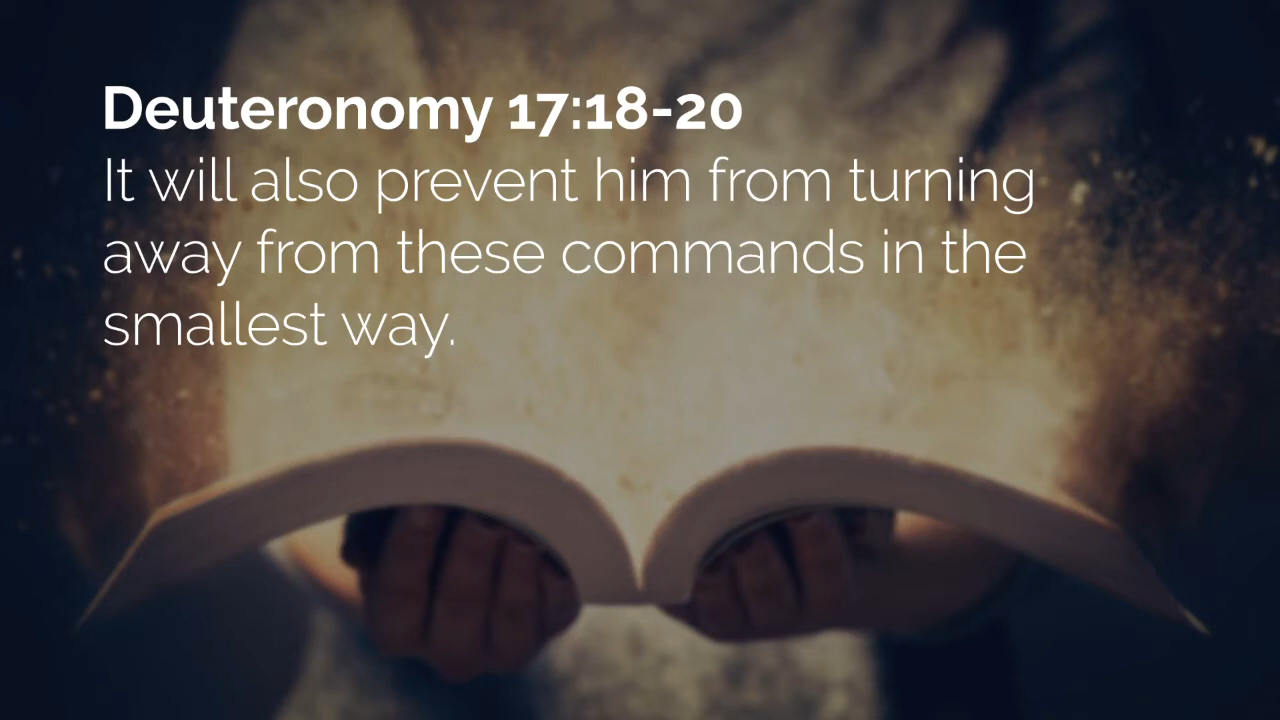 Deuteronomy 17:18-20
It will also prevent him from turning
away from these commands in the
smallest way.